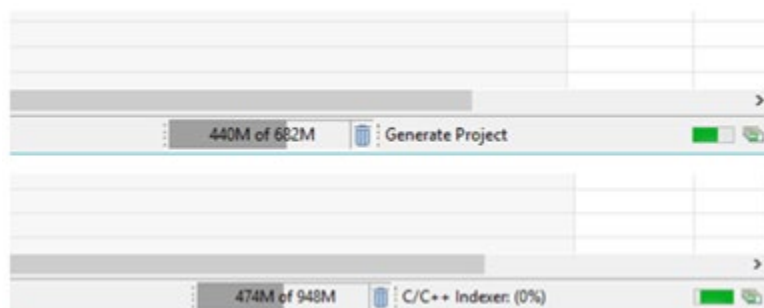 440M of 682M Generate Project
474M of 948M C/C++ Indexer: (0%)